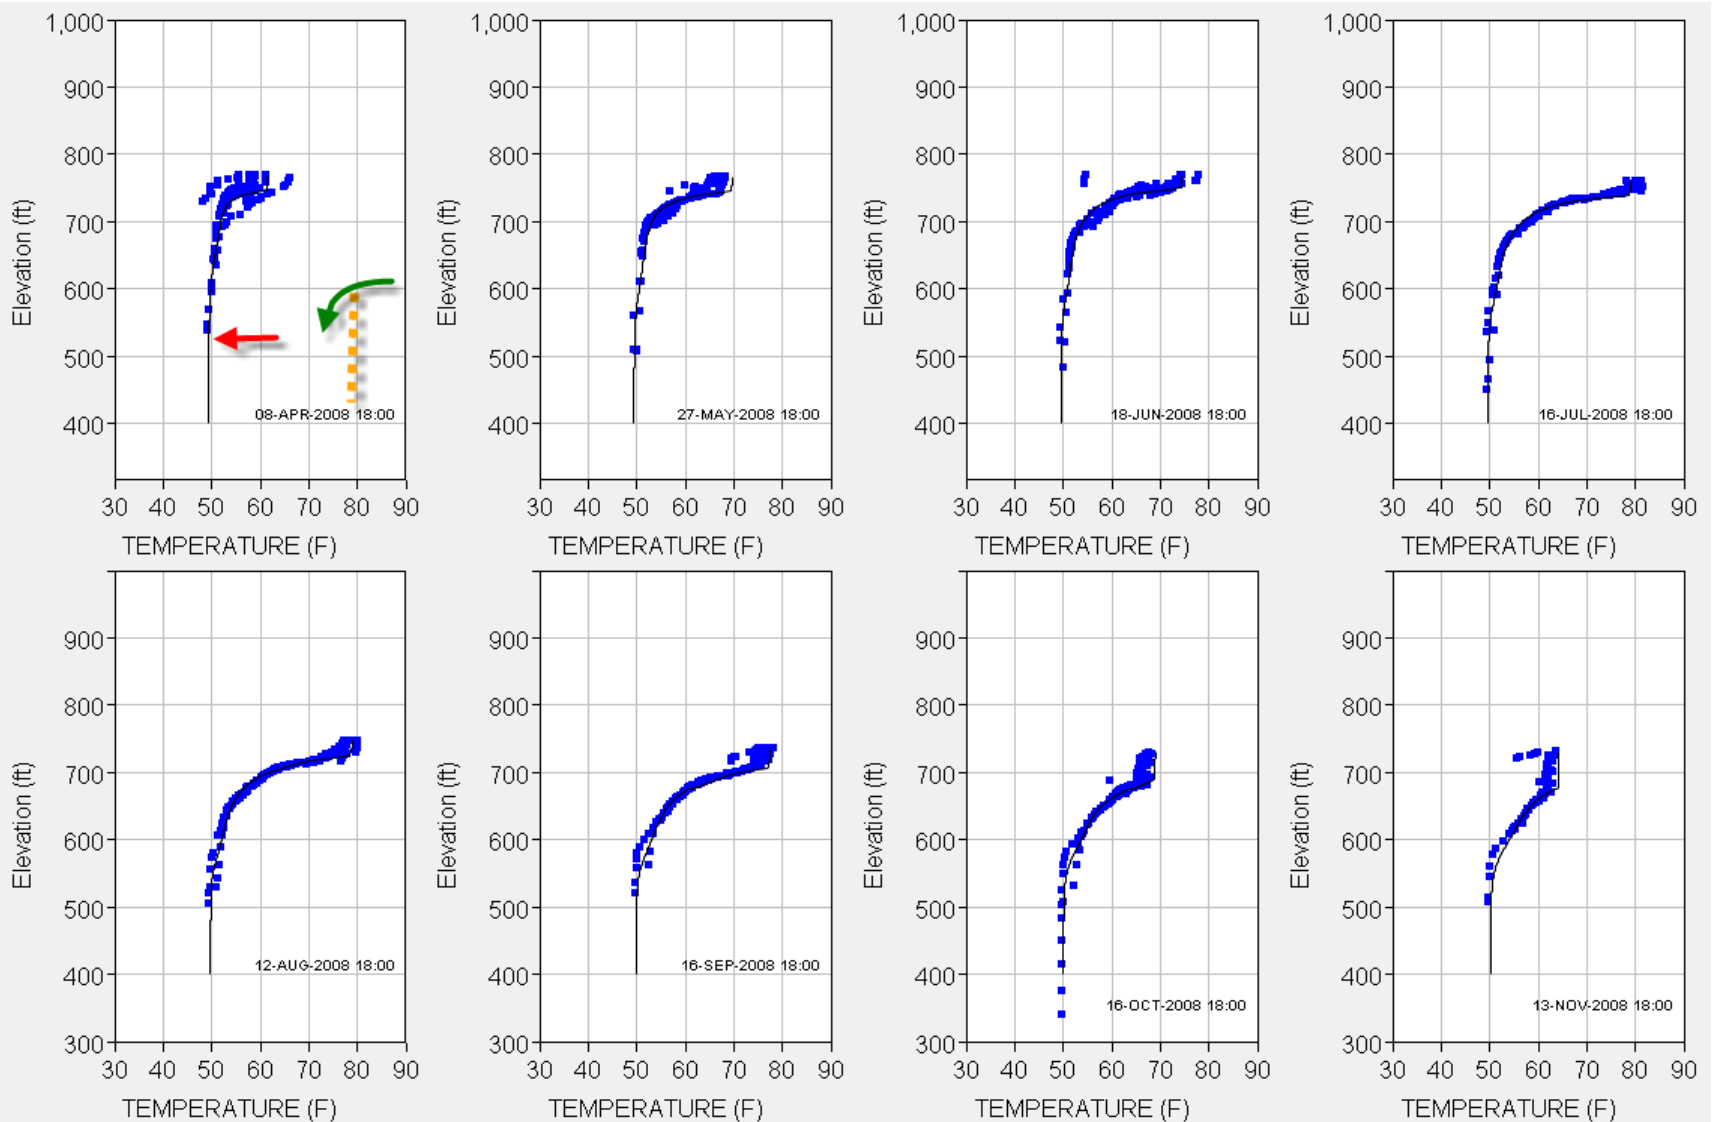 1,000
900
800
700
600
500
400
Elevation (ft)
08-APR-2008 18:00
30 40 50 60 70 80 90
TEMPERATURE (F)
1,000
900
800
700
600
500
400
Elevation (ft)
27-MAY-2008 18:00
30 40 50 60 70 80 90
TEMPERATURE (F)
1,000
900
800
700
600
500
400
Elevation (ft)
18-JUN-2008 18:00
30 40 50 60 70 80 90
TEMPERATURE (F)
1,000
900
800
700
600
500
400
Elevation (ft)
16-JUL-2008 18:00
30 40 50 60 70 80 90
TEMPERATURE (F)
900
800
700
600
500
400
300
Elevation (ft)
12-AUG-2008 18:00
30 40 50 60 70 80 90
TEMPERATURE (F)
900
800
700
600
500
400
300
Elevation (ft)
16-SEP-2008 18:00
30 40 50 60 70 80 90
TEMPERATURE (F)
900
800
700
600
500
400
300
Elevation (ft)
16-OCT-2008 18:00
30 40 50 60 70 80 90
TEMPERATURE (F)
900
800
700
600
500
400
300
Elevation (ft)
13-NOV-2008 18:00
30 40 50 60 70 80 90
TEMPERATURE (F)